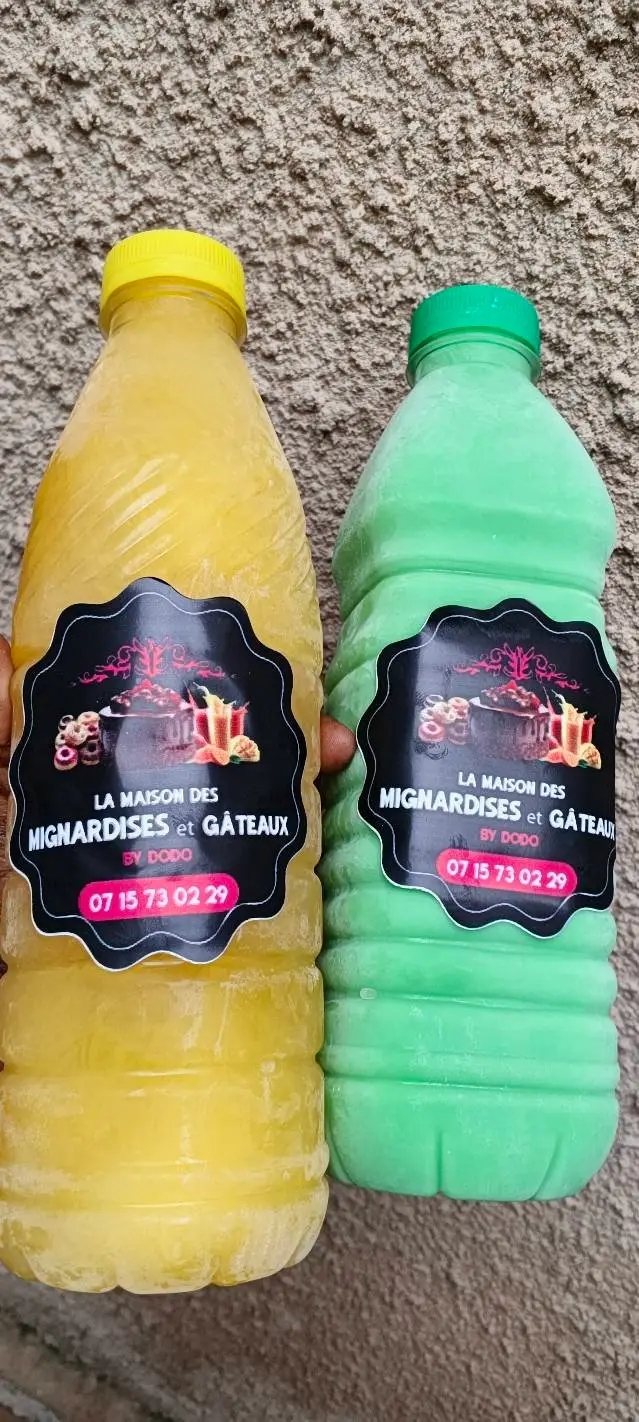 LA MAISON DES
MIGNARDISES et GÂTEAUX
BY DODO
07 15 73 02 29
LA MAISON DES
MIGNARDISES et GÂTEAUX
BY DODO
07 15 73 02 29